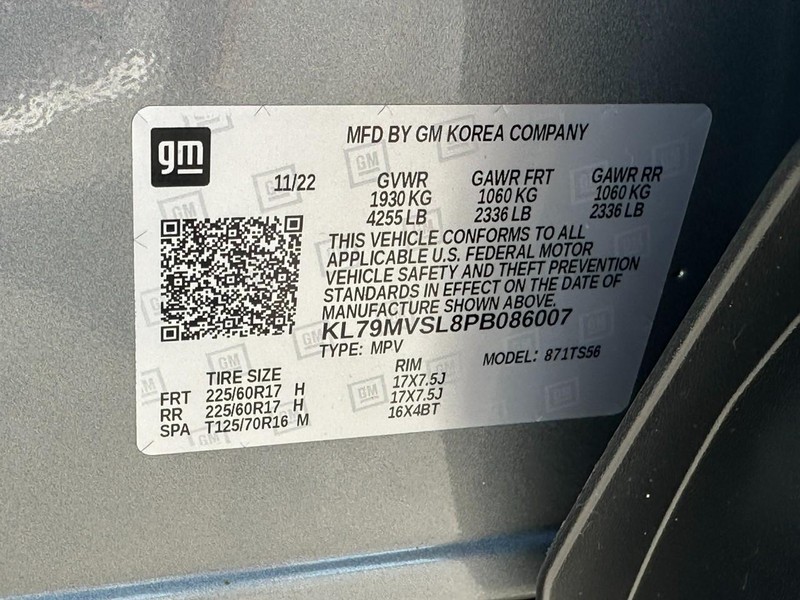 gm
MFD BY GM KOREA COMPANY
11/22
GVWR GAWR FRT GAWR RR
1930 KG 1060 KG 1060 KG
4255 LB 2336 LB 2336 LB
THIS VEHICLE CONFORMS TO ALL
APPLICABLE U.S. FEDERAL MOTOR
VEHICLE SAFETY AND THEFT PREVENTION
STANDARDS IN EFFECT ON THE DATE OF
MANUFACTURE SHOWN ABOVE.
KL79MVSL8PB086007
TYPE: MPV MODEL: 871TS56
TIRE SIZE RIM
FRT 225/60R17 H 17X7.5J
RR 225/60R17 H 17X7.5J
SPA T125/70R16 M 16X4BT